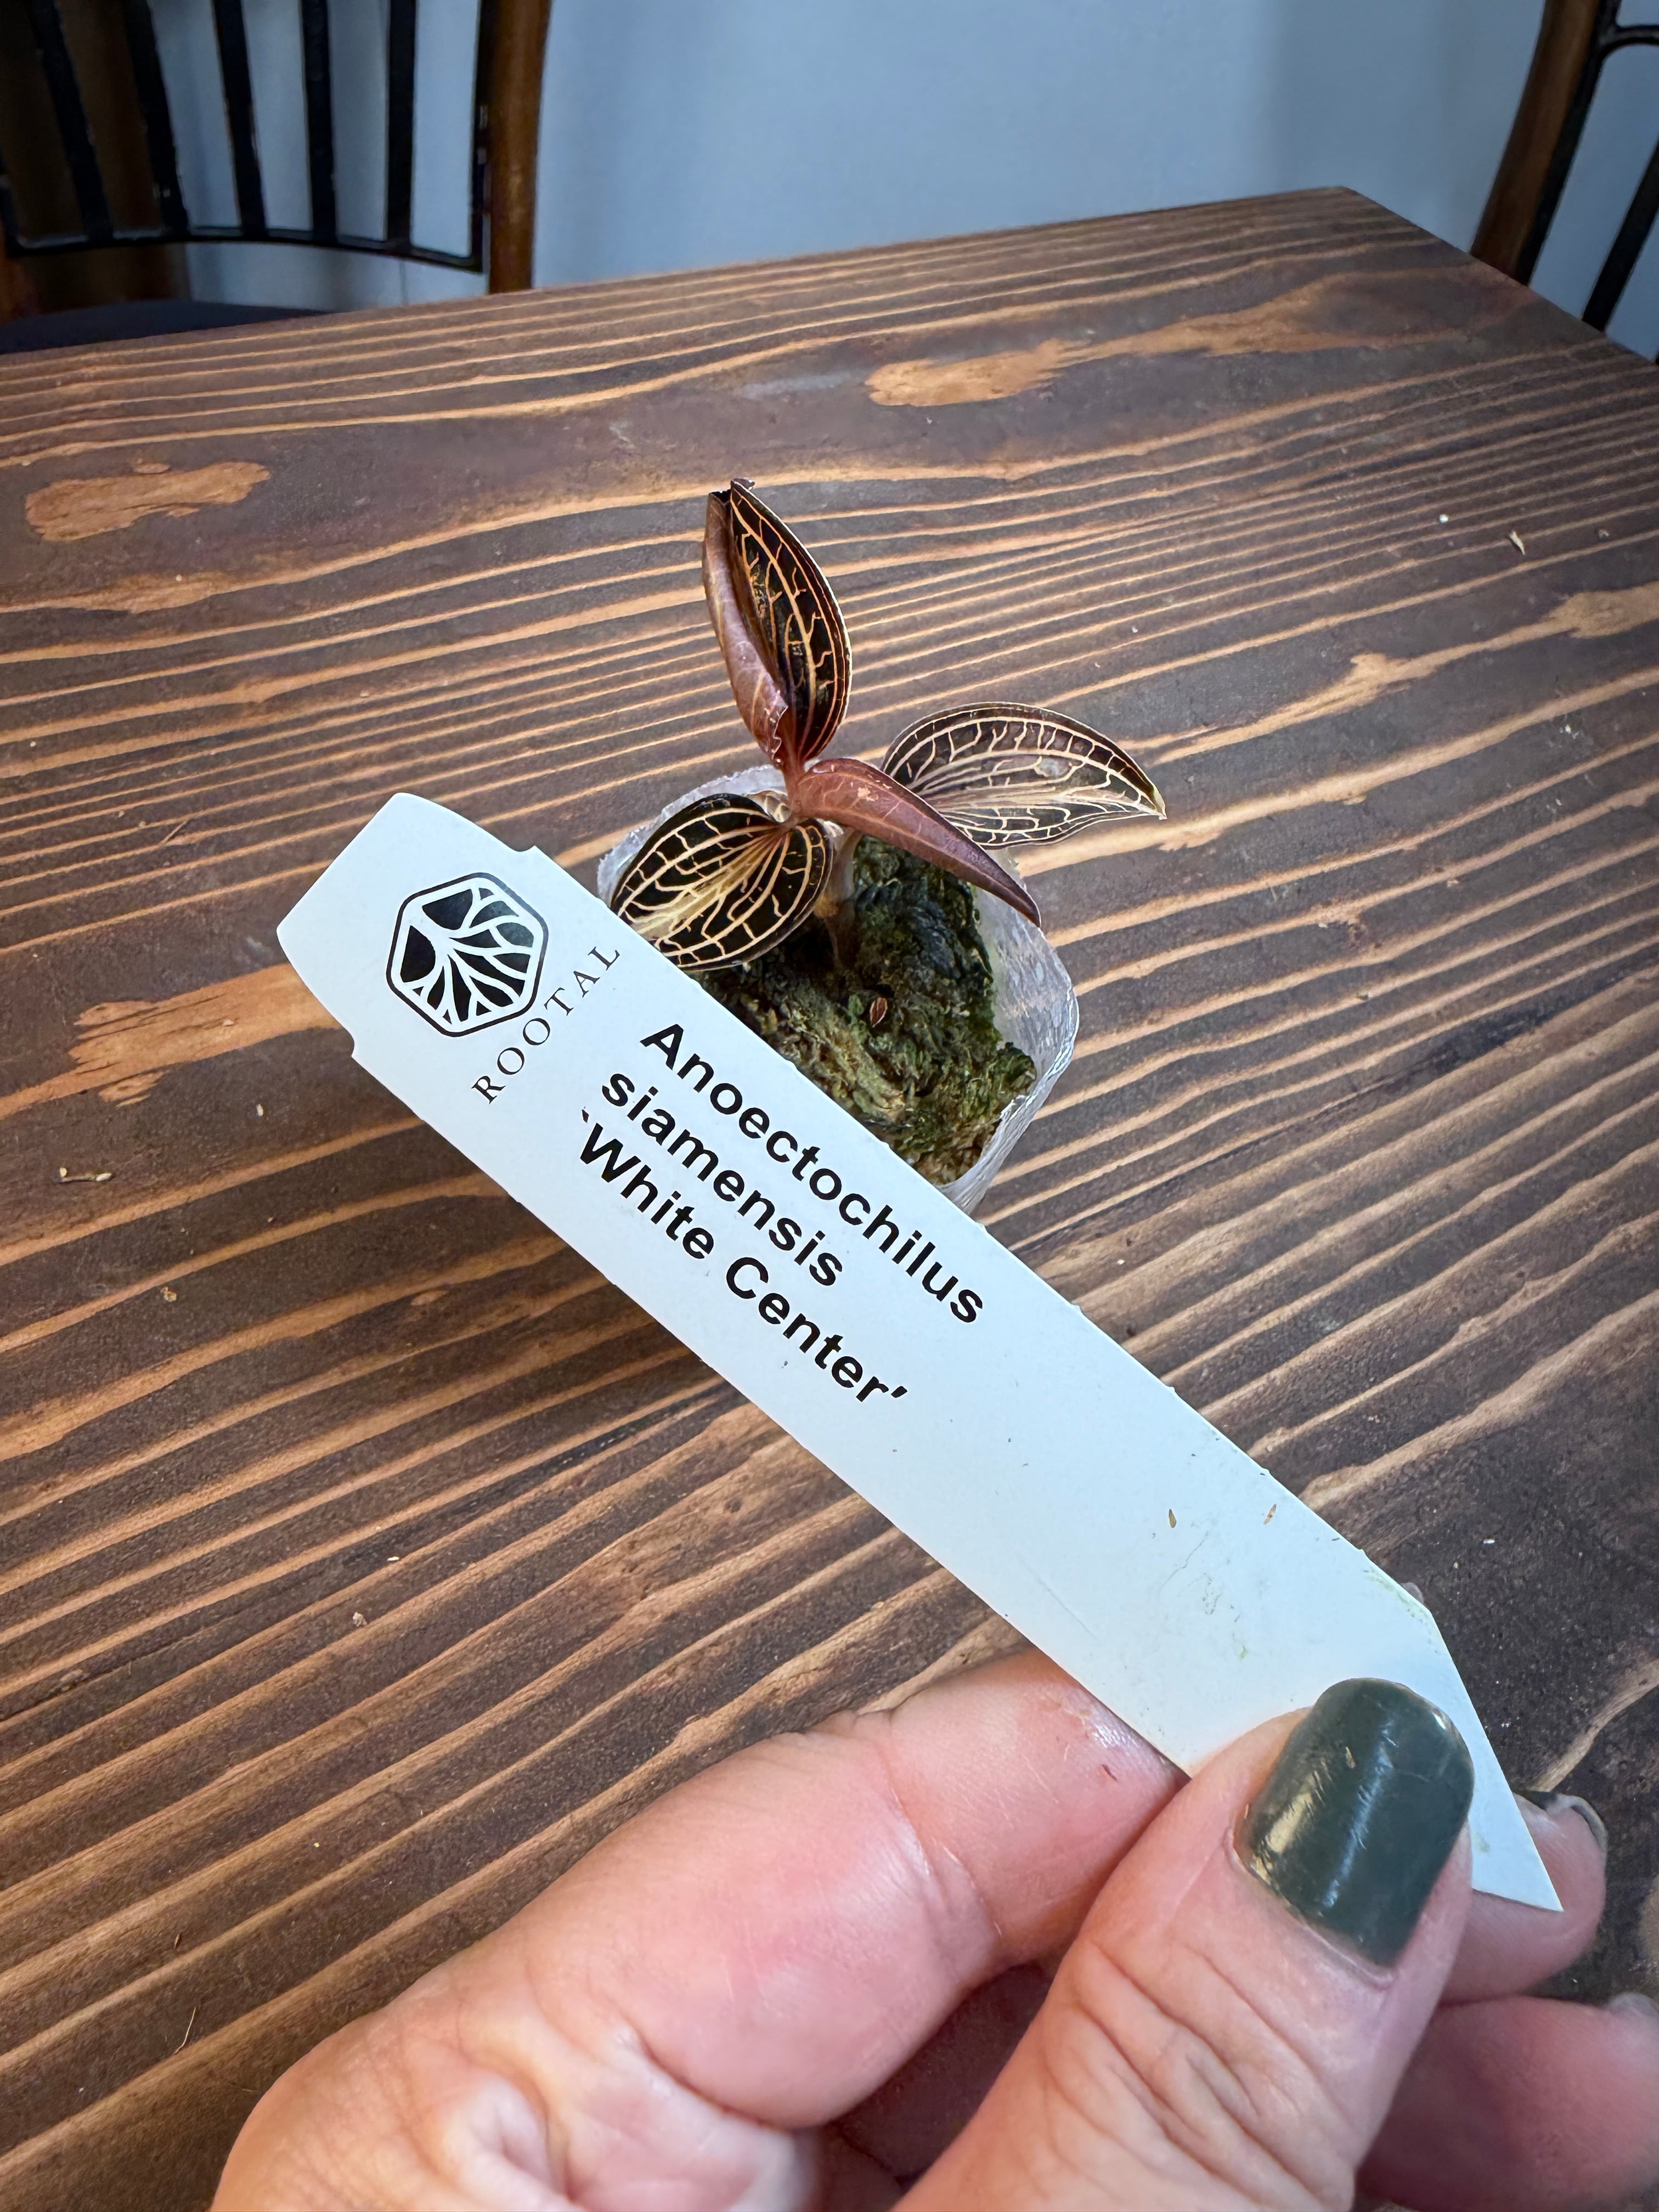 ROOTAL
Anoectochilus
siamensis
‘White Center’